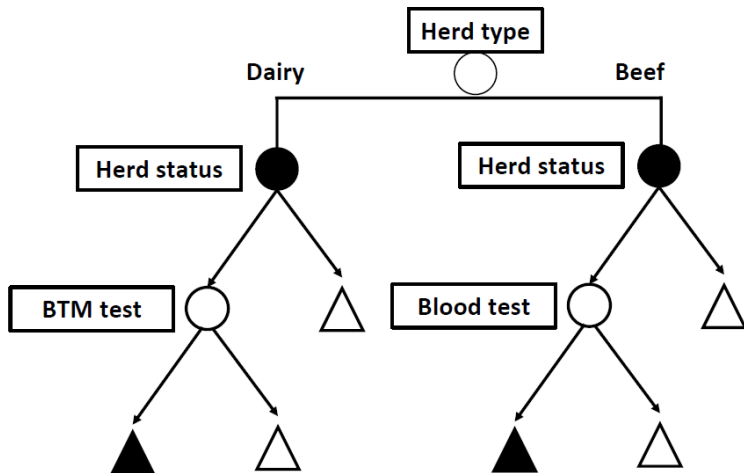 Herd type
Dairy
Beef
Herd status
Herd status
BTM test
Blood test